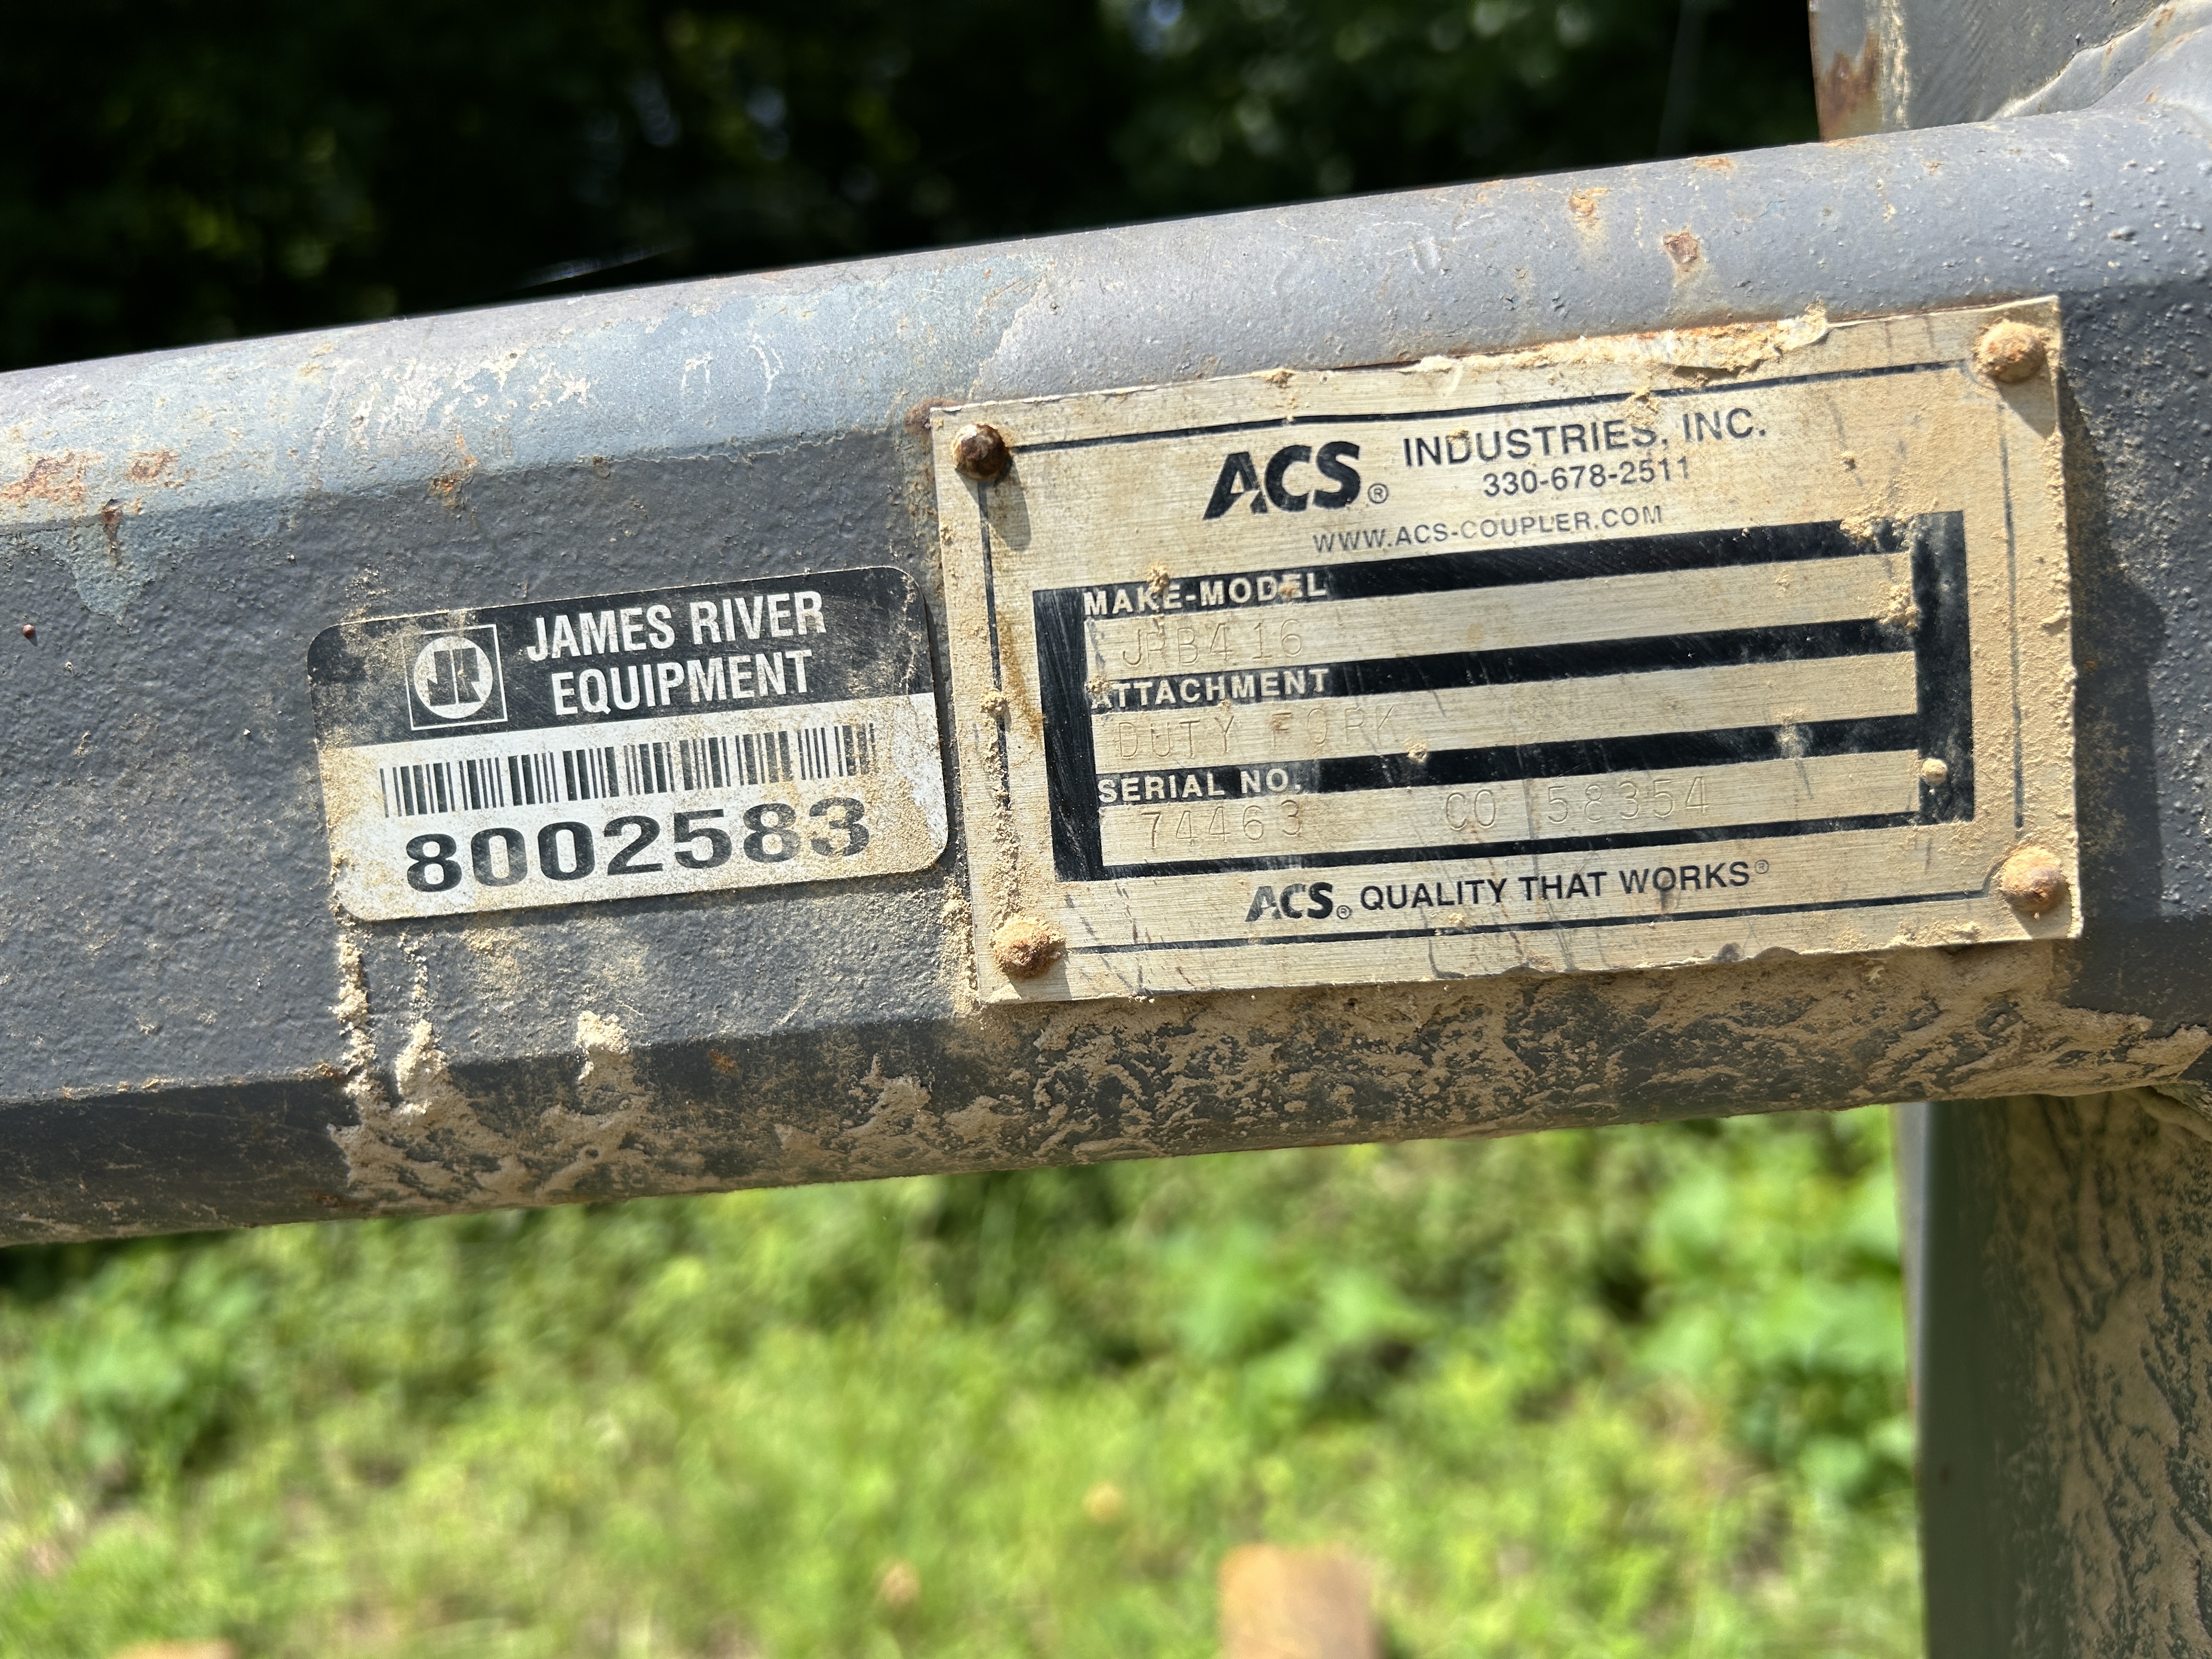 JR
JAMES RIVER
EQUIPMENT
8002583
ACS® INDUSTRIES, INC.
330-678-2511
WWW.ACS-COUPLER.COM
MAKE-MODEL
JRB416
ATTACHMENT
DUTY FORK
SERIAL NO.
74463 CO 58354
ACS® QUALITY THAT WORKS®